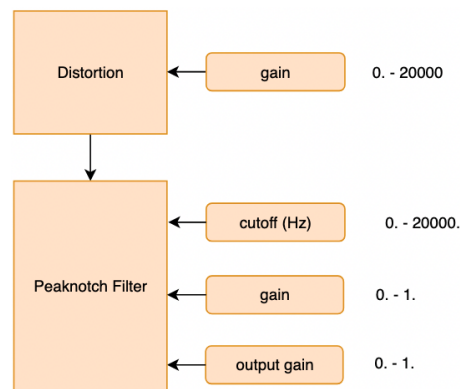 Distortion
gain
0. - 20000
cutoff (Hz)
0. - 20000.
Peaknotch Filter
gain
0. - 1.
output gain
0. - 1.